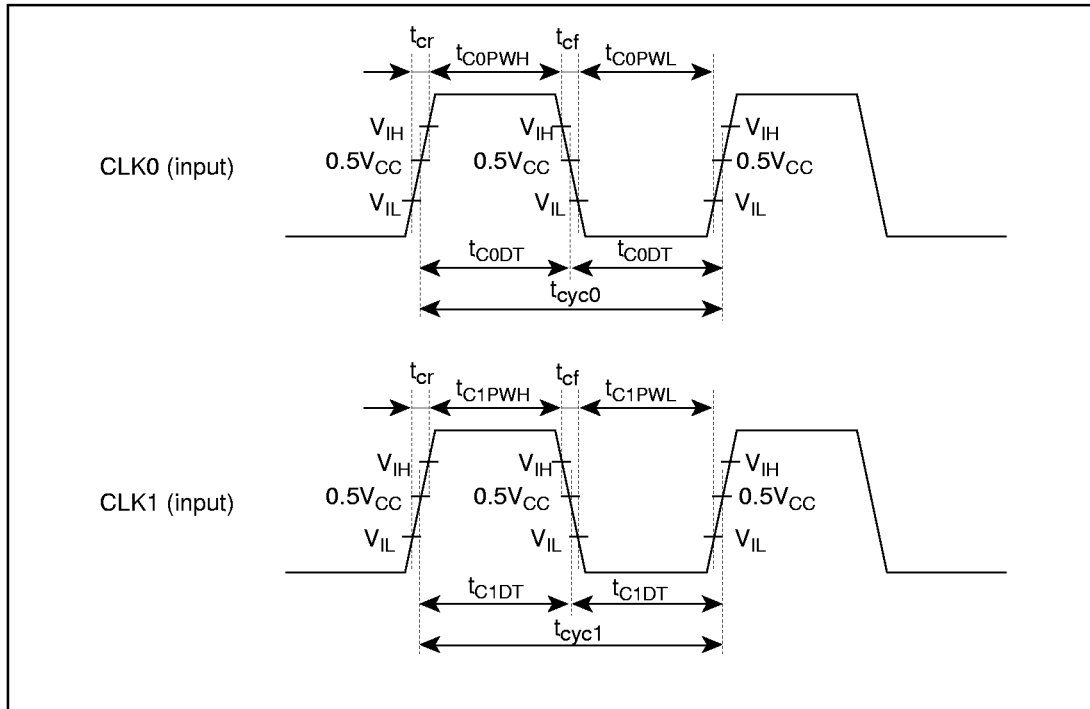 tcr tC0PWH tcf tC0PWL
VIH VIH VIH
CLK0 (input) 0.5VCC 0.5VCC 0.5VCC
VIL VIL VIL
tC0DT tC0DT
tcyc0
tcr tC1PWH tcf tC1PWL
VIH VIH VIH
CLK1 (input) 0.5VCC 0.5VCC 0.5VCC
VIL VIL VIL
tC1DT tC1DT
tcyc1